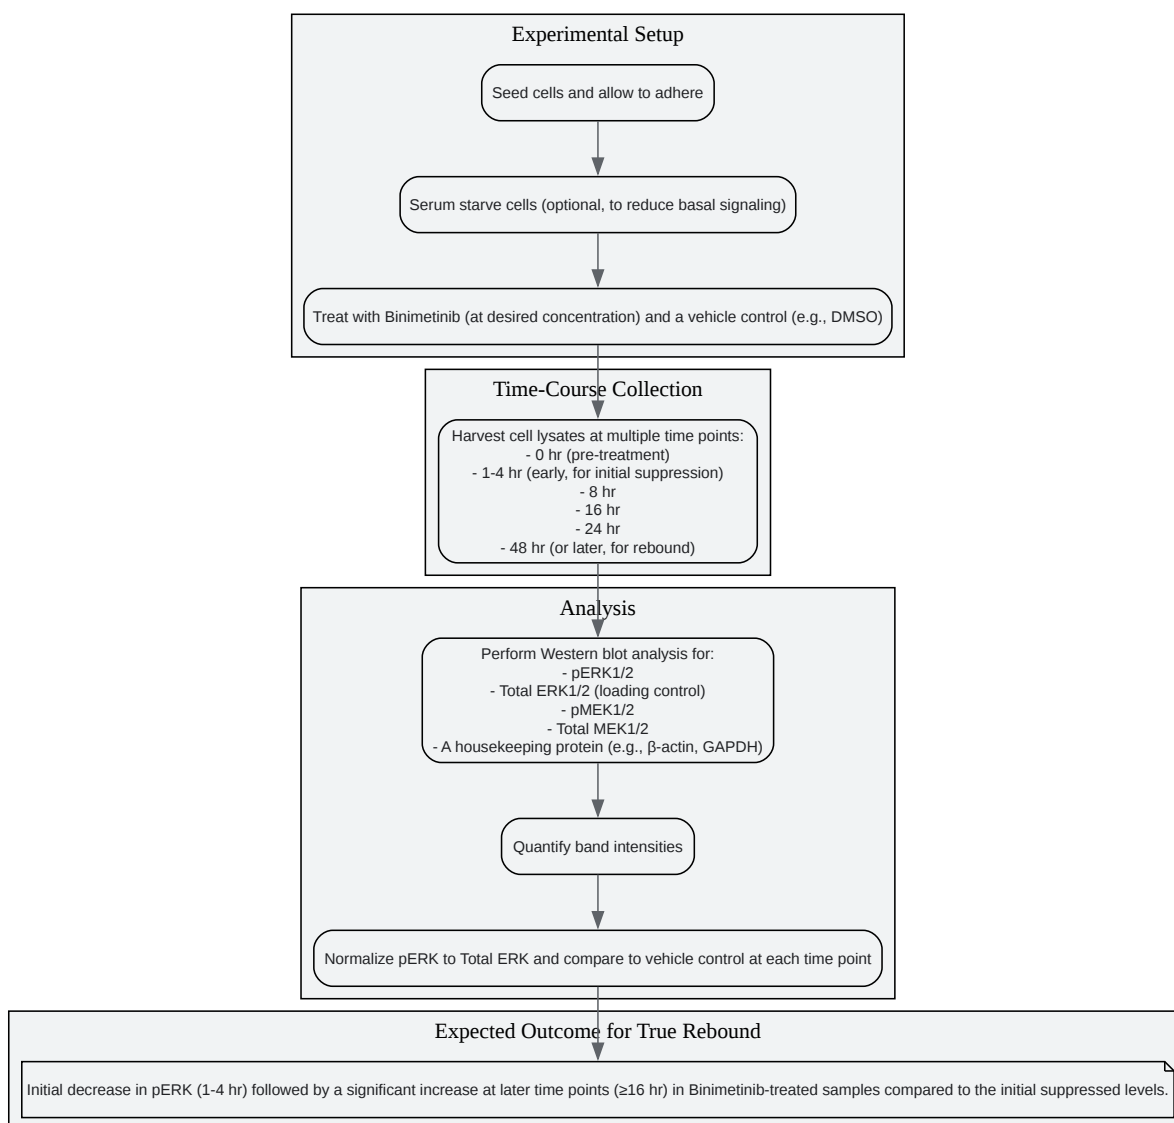 Experimental Setup
Seed cells and allow to adhere
Serum starve cells (optional, to reduce basal signaling)
Treat with Binimetinib (at desired concentration) and a vehicle control (e.g., DMSO)
Time-Course Collection
Harvest cell lysates at multiple time points:
- 0 hr (pre-treatment)
- 1-4 hr (early, for initial suppression)
- 8 hr
- 16 hr
- 24 hr
- 48 hr (or later, for rebound)
Analysis
Perform Western blot analysis for:
- pERK1/2
- Total ERK1/2 (loading control)
- pMEK1/2
- Total MEK1/2
- A housekeeping protein (e.g., β-actin, GAPDH)
Quantify band intensities
Normalize pERK to Total ERK and compare to vehicle control at each time point
Expected Outcome for True Rebound
Initial decrease in pERK (1-4 hr) followed by a significant increase at later time points (≥16 hr) in Binimetinib-treated samples compared to the initial suppressed levels.